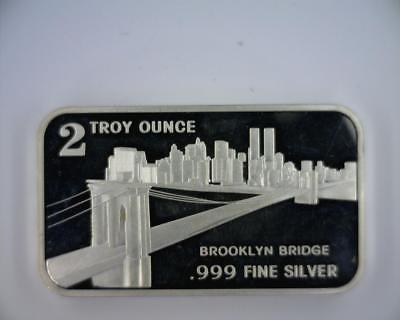 2 TROY OUNCE
BROOKLYN BRIDGE
.999 FINE SILVER